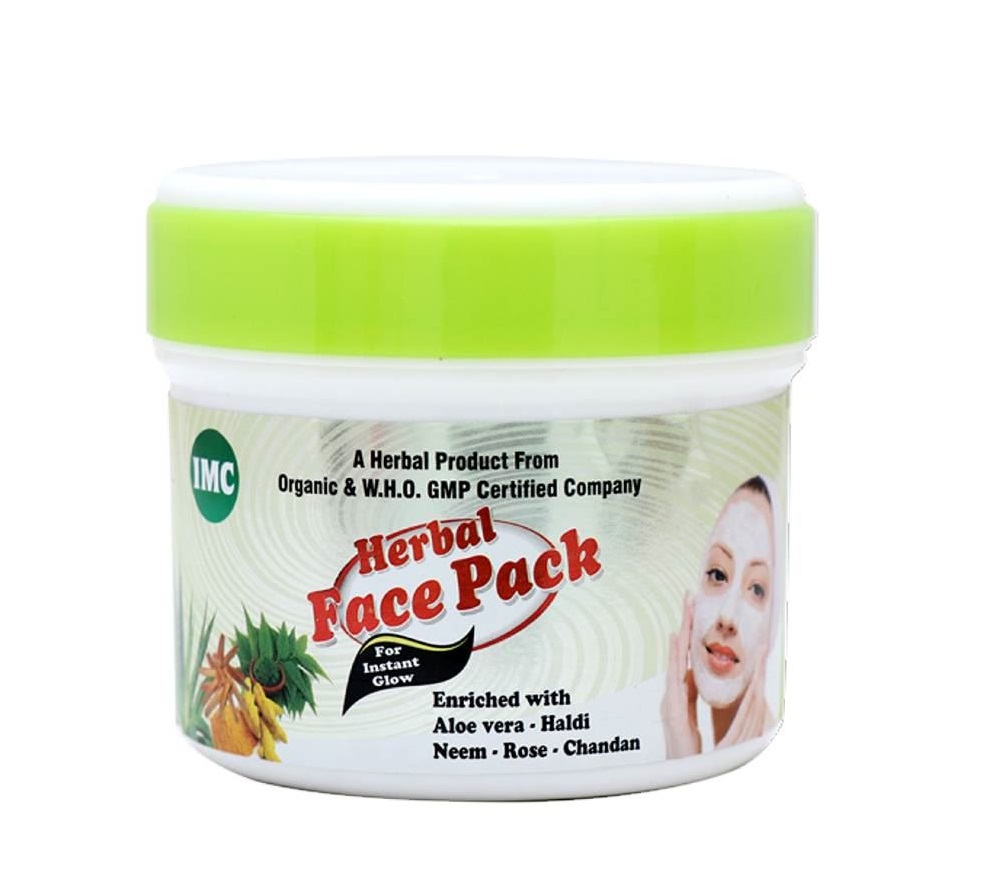 IMC
A Herbal Product From
Organic & W.H.O. GMP Certified Company
Herbal
Face Pack
For
Instant
Glow
Enriched with
Aloe vera - Haldi
Neem - Rose - Chandan